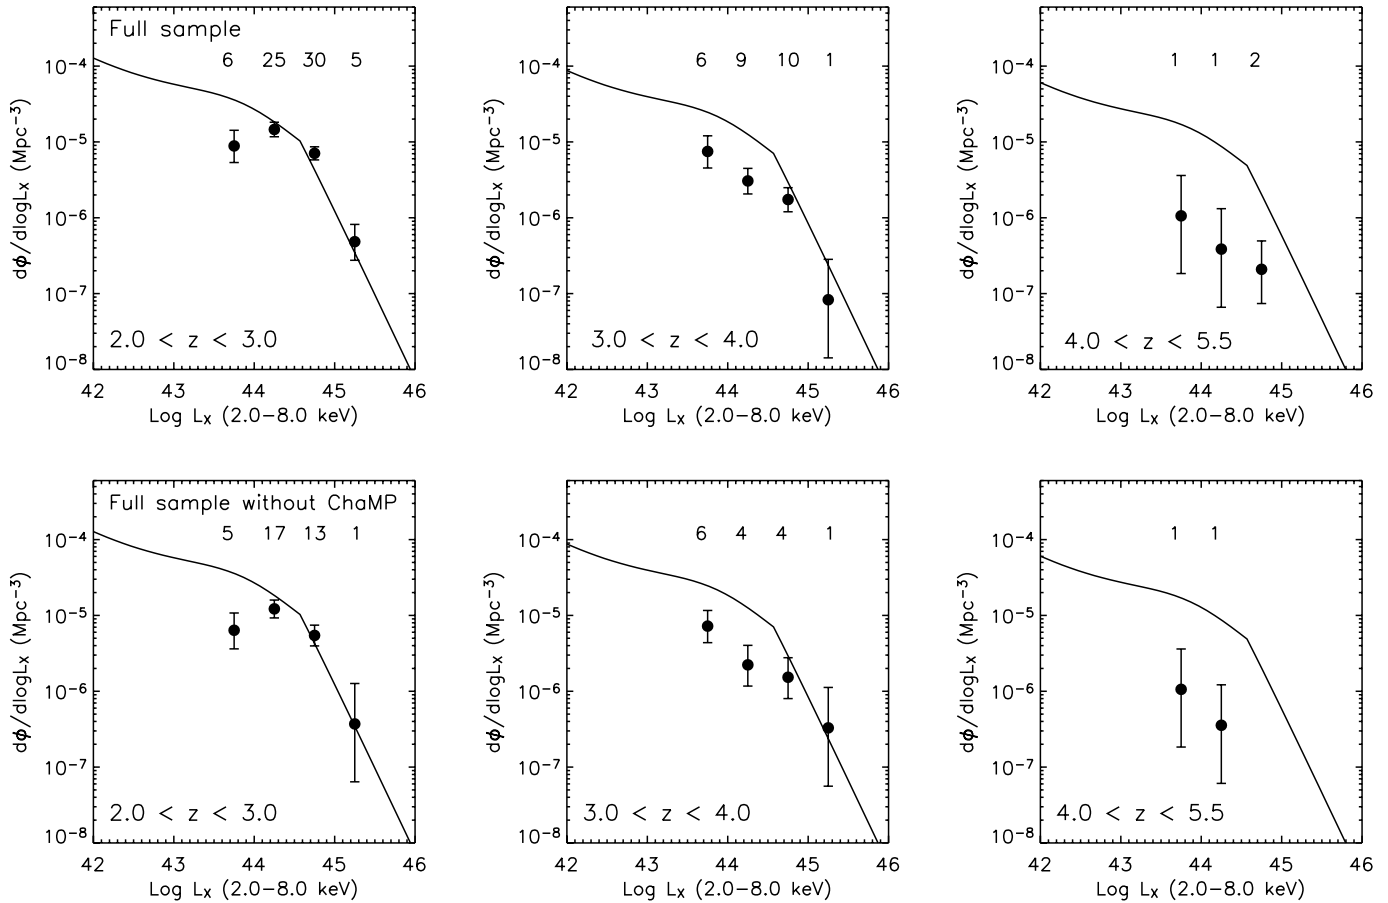 Full sample
6 25 30 5
10⁻⁴
10⁻⁵
10⁻⁶
10⁻⁷
10⁻⁸
dϕ/dlogLx (Mpc⁻³)
2.0 < z < 3.0
42 43 44 45 46
Log Lx (2.0−8.0 keV)
6 9 10 1
10⁻⁴
10⁻⁵
10⁻⁶
10⁻⁷
10⁻⁸
dϕ/dlogLx (Mpc⁻³)
3.0 < z < 4.0
42 43 44 45 46
Log Lx (2.0−8.0 keV)
1 1 2
10⁻⁴
10⁻⁵
10⁻⁶
10⁻⁷
10⁻⁸
dϕ/dlogLx (Mpc⁻³)
4.0 < z < 5.5
42 43 44 45 46
Log Lx (2.0−8.0 keV)
Full sample without ChaMP
5 17 13 1
10⁻⁴
10⁻⁵
10⁻⁶
10⁻⁷
10⁻⁸
dϕ/dlogLx (Mpc⁻³)
2.0 < z < 3.0
42 43 44 45 46
Log Lx (2.0−8.0 keV)
6 4 4 1
10⁻⁴
10⁻⁵
10⁻⁶
10⁻⁷
10⁻⁸
dϕ/dlogLx (Mpc⁻³)
3.0 < z < 4.0
42 43 44 45 46
Log Lx (2.0−8.0 keV)
1 1
10⁻⁴
10⁻⁵
10⁻⁶
10⁻⁷
10⁻⁸
dϕ/dlogLx (Mpc⁻³)
4.0 < z < 5.5
42 43 44 45 46
Log Lx (2.0−8.0 keV)